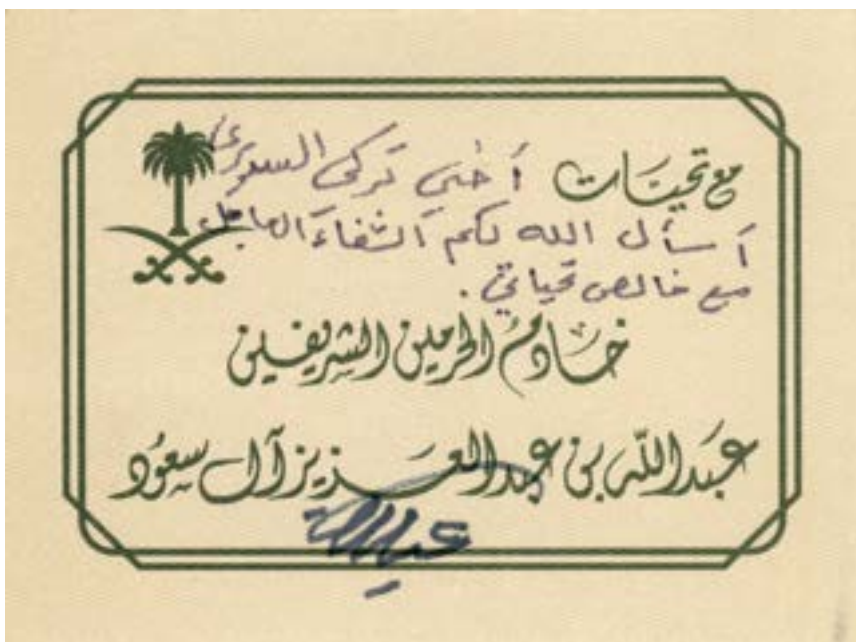 مع تحيات أخي تركي السديري
أسأل الله لكم الشفاء العاجل
مع خالص تحياتي.
خادم الحرمين الشريفين
عبدالله بن عبدالعزيز آل سعود
عبدالله